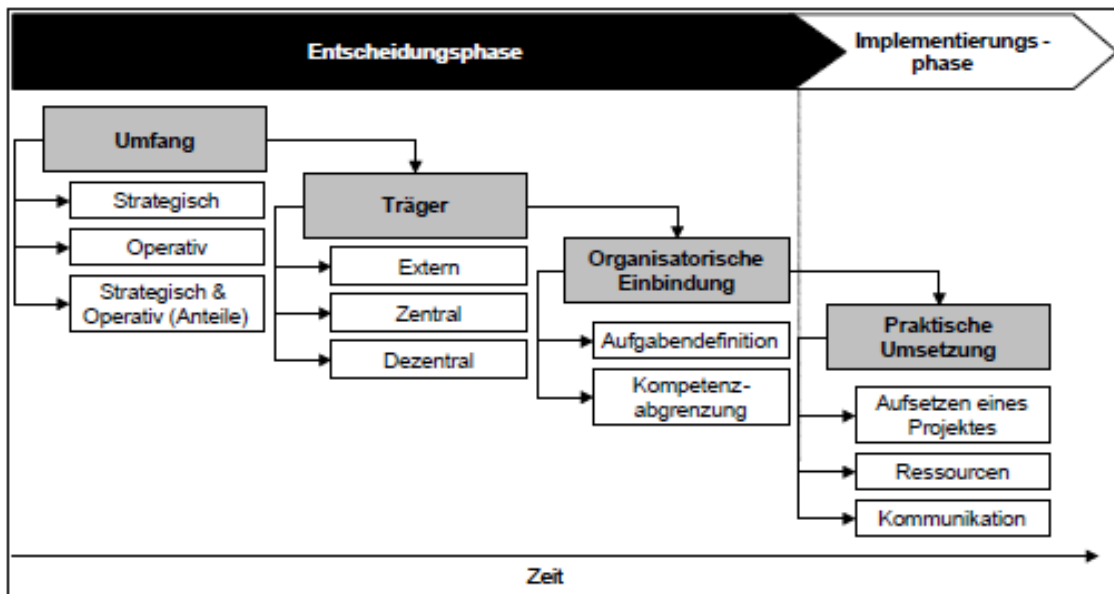 Entscheidungsphase
Implementierungs -
phase
Umfang
Strategisch
Operativ
Strategisch &
Operativ (Anteile)
Träger
Extern
Zentral
Dezentral
Organisatorische
Einbindung
Aufgabendefinition
Kompetenz-
abgrenzung
Praktische
Umsetzung
Aufsetzen eines
Projektes
Ressourcen
Kommunikation
Zeit